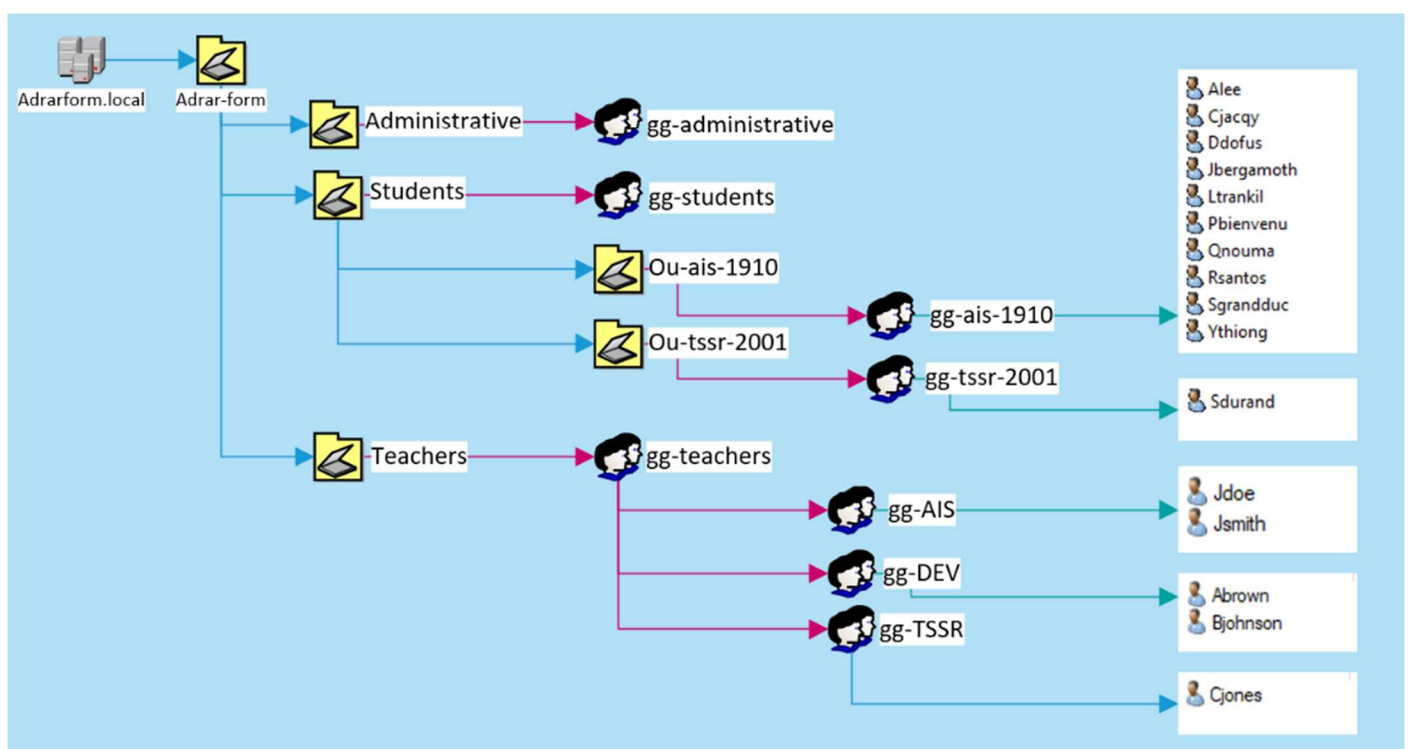 Adrarform.local
Adrar-form
Administrative
gg-administrative
Students
gg-students
Ou-ais-1910
gg-ais-1910
Alee
Cjacqy
Ddofus
Jbergamoth
Ltrankil
Pbienvenu
Qnouma
Rsantos
Sgrandduc
Ythiong
Ou-tssr-2001
gg-tssr-2001
Sdurand
Teachers
gg-teachers
gg-AIS
Jdoe
Jsmith
gg-DEV
Abrown
Bjohnson
gg-TSSR
Cjones